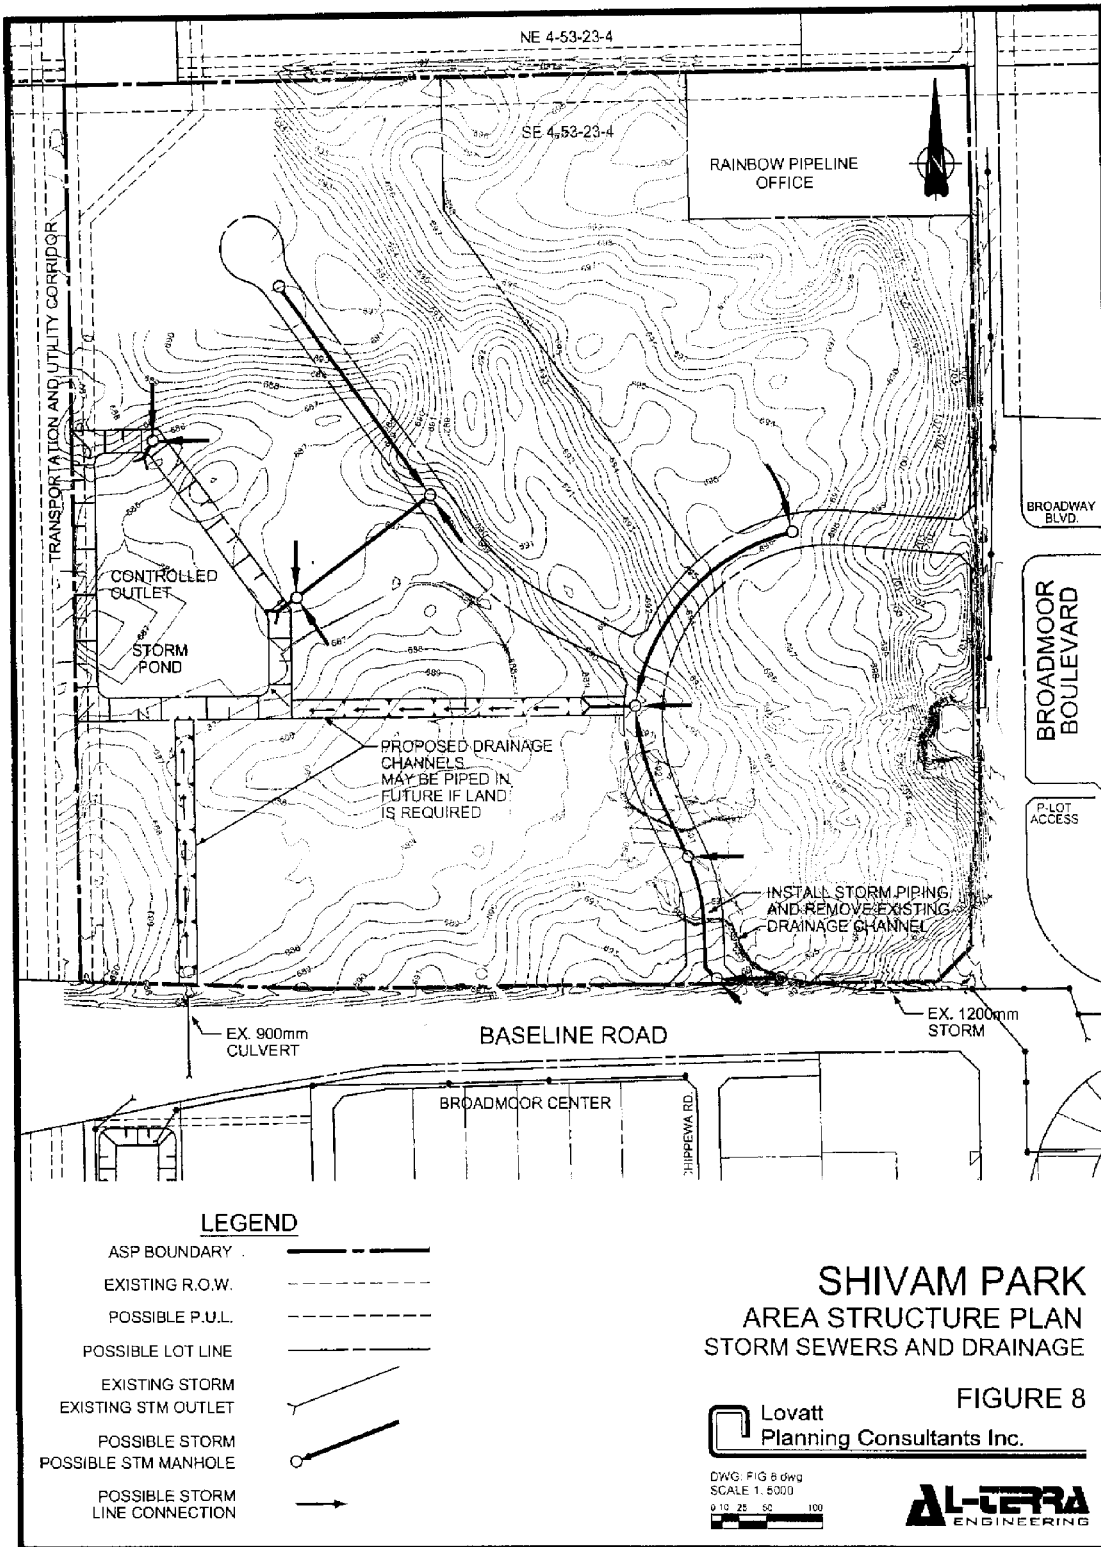 NE 4-53-23-4
SE 4-53-23-4
RAINBOW PIPELINE
OFFICE
N
TRANSPORTATION AND UTILITY CORRIDOR
CONTROLLED
OUTLET
STORM
POND
BROADWAY
BLVD.
BROADMOOR
BOULEVARD
P-LOT
ACCESS
PROPOSED DRAINAGE
CHANNELS
MAY BE PIPED IN
FUTURE IF LAND
IS REQUIRED
INSTALL STORM PIPING
AND REMOVE EXISTING
DRAINAGE CHANNEL
EX. 900mm
CULVERT
BASELINE ROAD
EX. 1200mm
STORM
BROADMOOR CENTER
CHIPPEWA RD.
LEGEND
ASP BOUNDARY
EXISTING R.O.W.
POSSIBLE P.U.L.
POSSIBLE LOT LINE
EXISTING STORM
EXISTING STM OUTLET
POSSIBLE STORM
POSSIBLE STM MANHOLE
POSSIBLE STORM
LINE CONNECTION
SHIVAM PARK
AREA STRUCTURE PLAN
STORM SEWERS AND DRAINAGE
FIGURE 8
Lovatt
Planning Consultants Inc.
DWG: FIG 8.dwg
SCALE 1: 5000
0 10 25 50 100
AL-TERRA
ENGINEERING